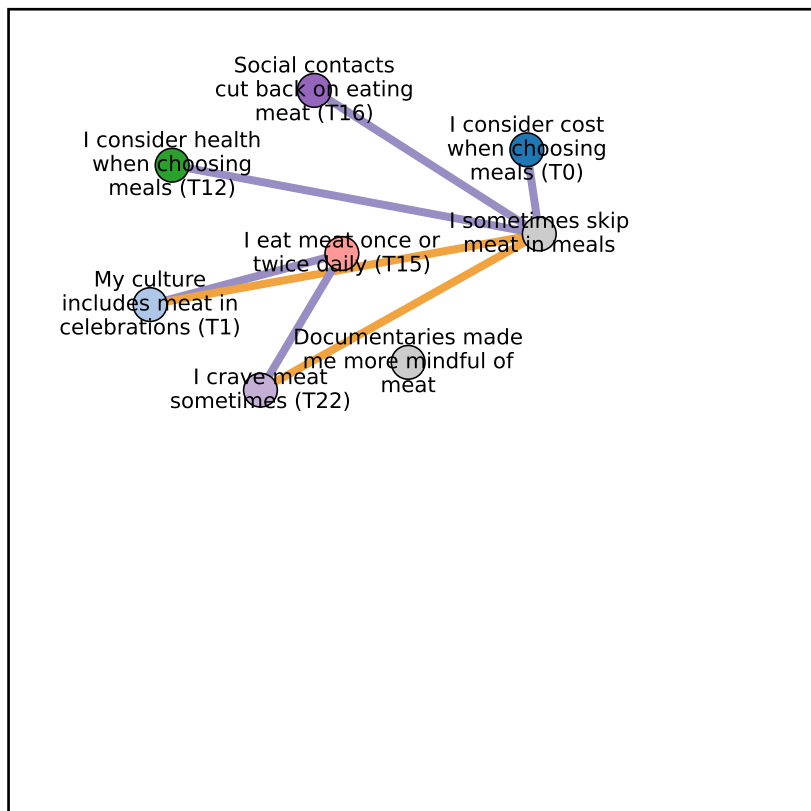 Social contacts
cut back on eating
meat (T16)
I consider cost
when choosing
meals (T0)
I consider health
when choosing
meals (T12)
I sometimes skip
meat in meals
I eat meat once or
twice daily (T15)
My culture
includes meat in
celebrations (T1)
Documentaries made
me more mindful of
meat
I crave meat
sometimes (T22)